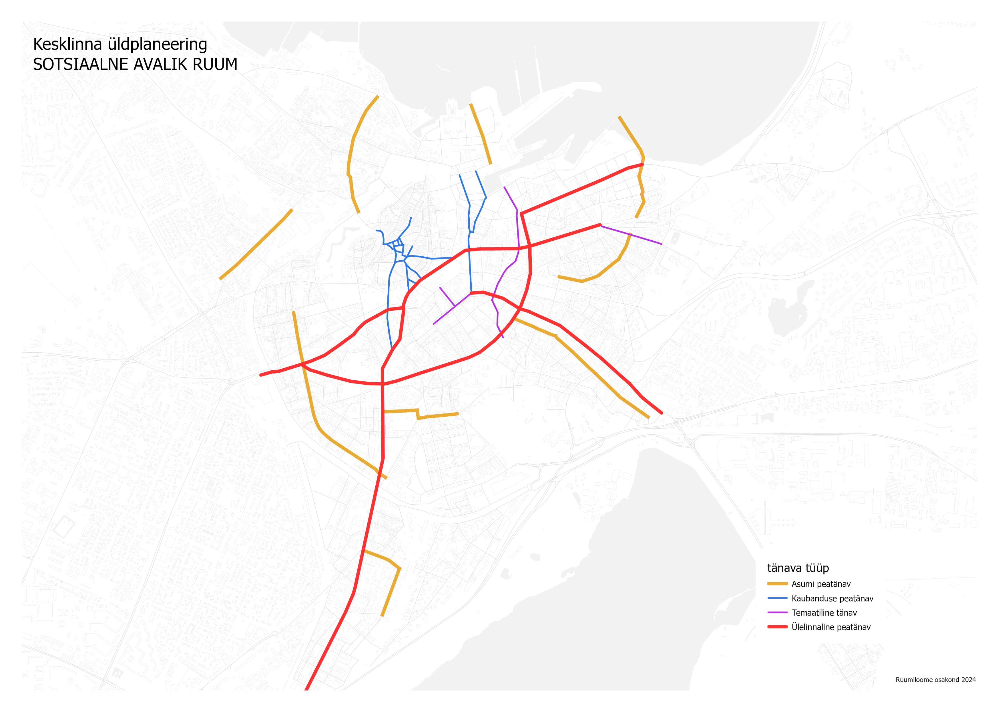 Kesklinna üldplaneering
SOTSIAALNE AVALIK RUUM
tänava tüüp
Asumi peatänav
Kaubanduse peatänav
Temaatiline tänav
Ülelinnaline peatänav
Ruumiloome osakond 2024